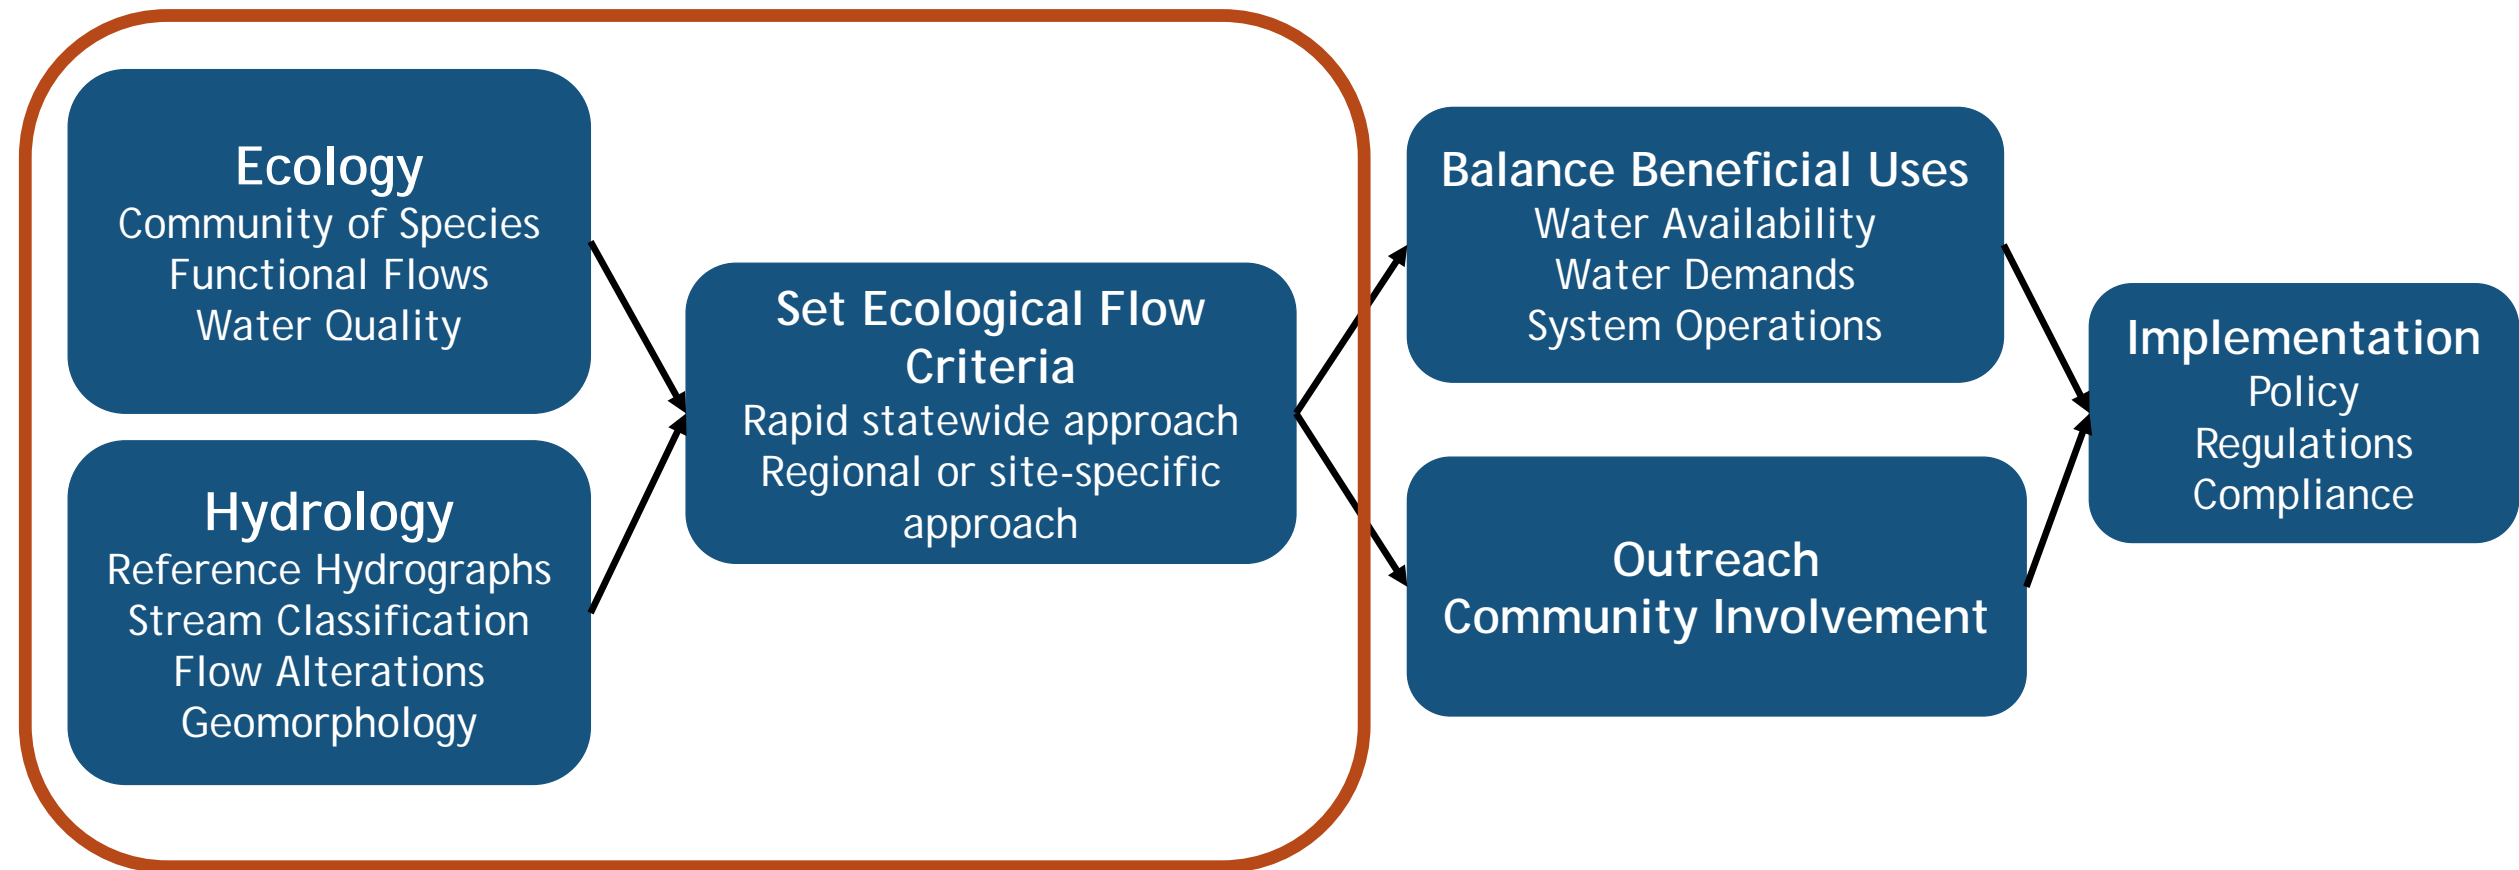 Ecology
Community of Species
Functional Flows
Water Quality
Hydrology
Reference Hydrographs
Stream Classification
Flow Alterations
Geomorphology
Set Ecological Flow
Criteria
Rapid statewide approach
Regional or site-specific
approach
Balance Beneficial Uses
Water Availability
Water Demands
System Operations
Outreach
Community Involvement
Implementation
Policy
Regulations
Compliance